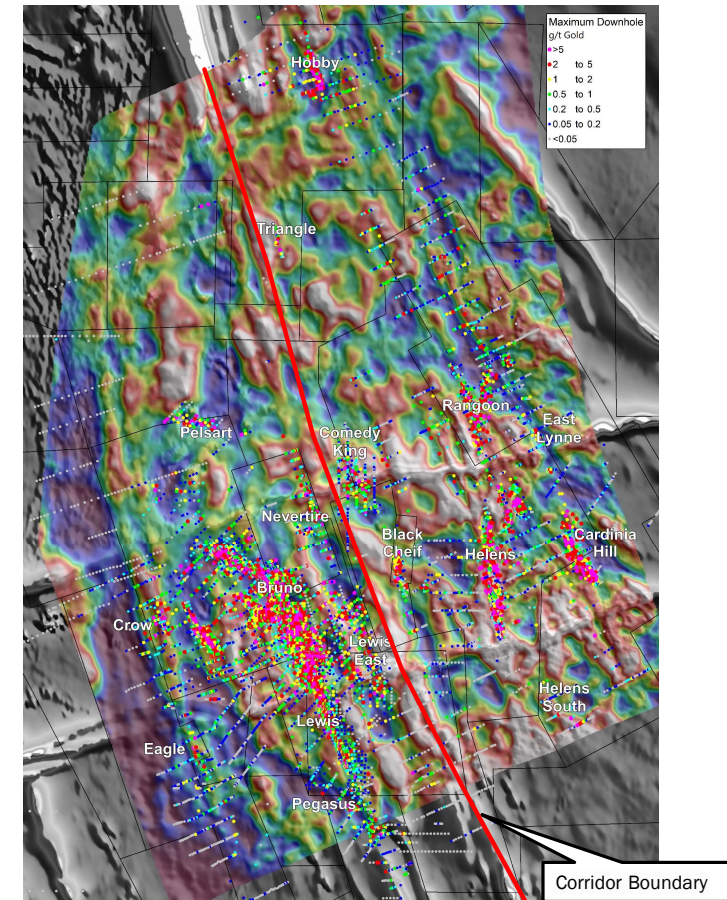 Maximum Downhole
g/t Gold
>5
2 to 5
1 to 2
0.5 to 1
0.2 to 0.5
0.05 to 0.2
<0.05
Hobby
Triangle
Rangoon
East
Lynne
Pelsart
Comedy
King
Nevertire
Black
Cheif
Helens
Cardinia
Hill
Bruno
Crow
Lewis
East
Helens
South
Lewis
Eagle
Pegasus
Corridor Boundary